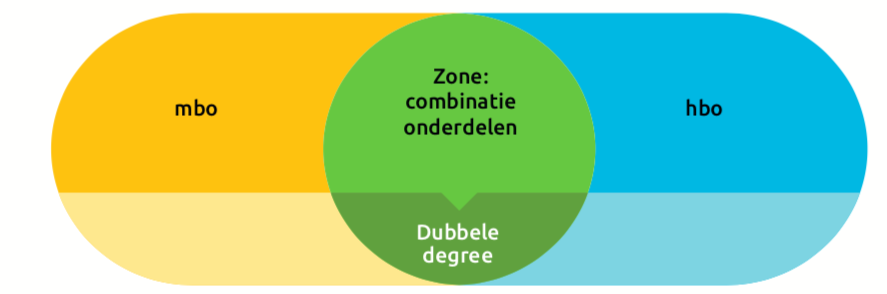 mbo
Zone:
combinatie
onderdelen
hbo
Dubbele
degree